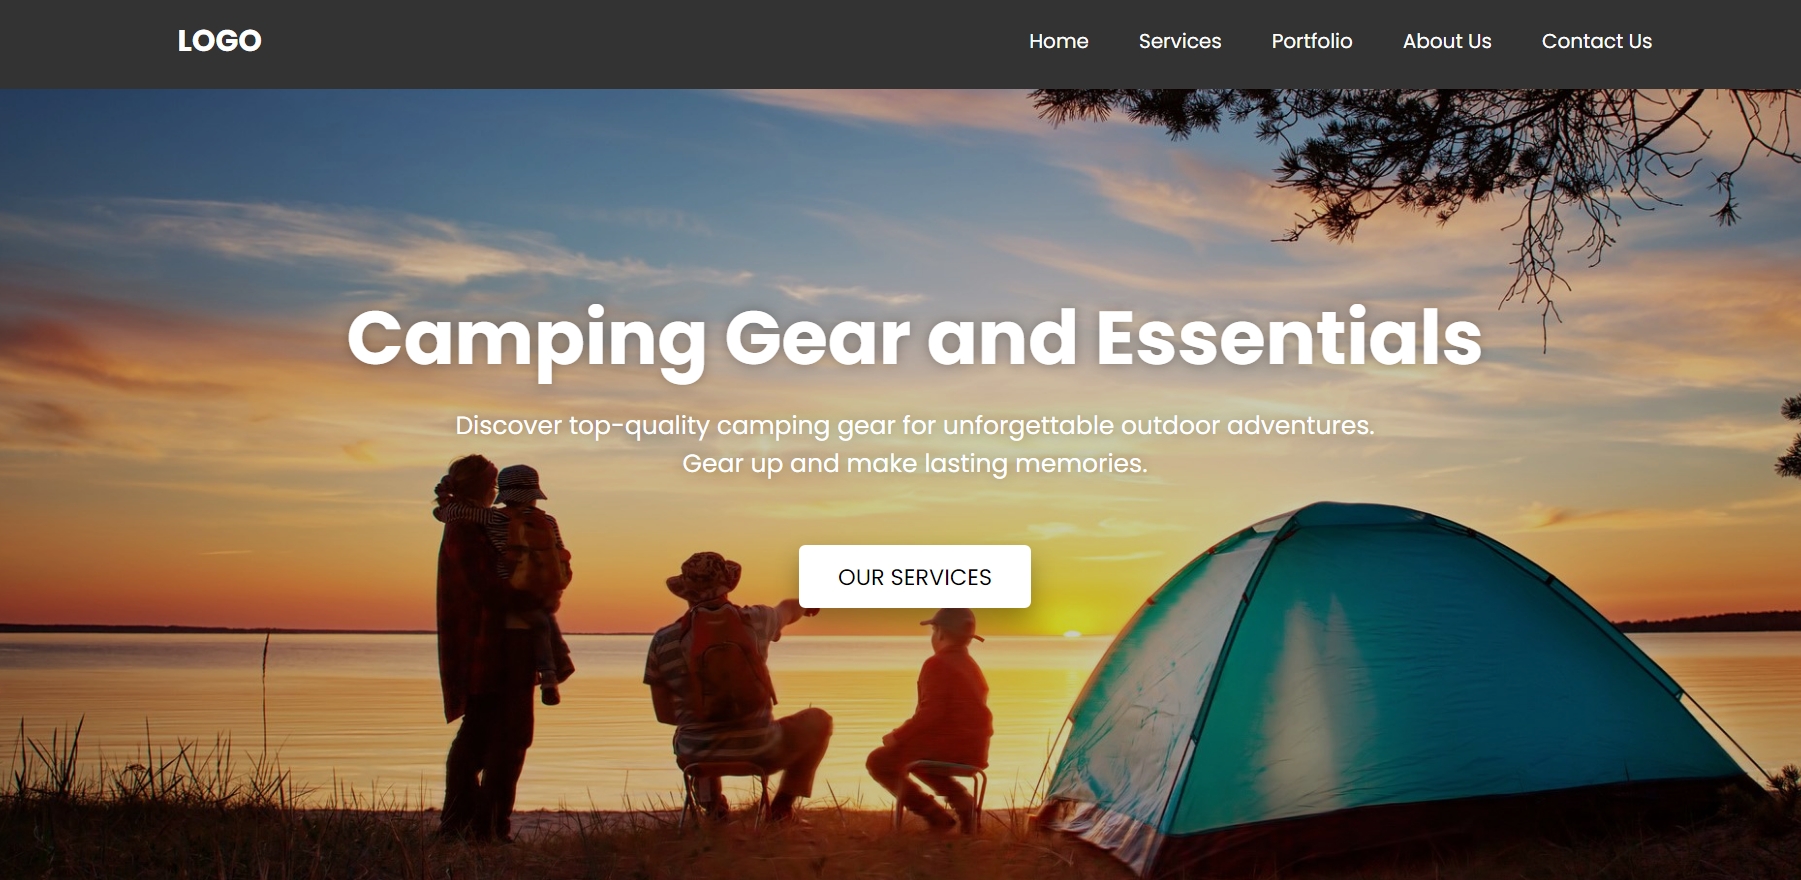 LOGO
Home
Services
Portfolio
About Us
Contact Us
Camping Gear and Essentials
Discover top-quality camping gear for unforgettable outdoor adventures.
Gear up and make lasting memories.
OUR SERVICES